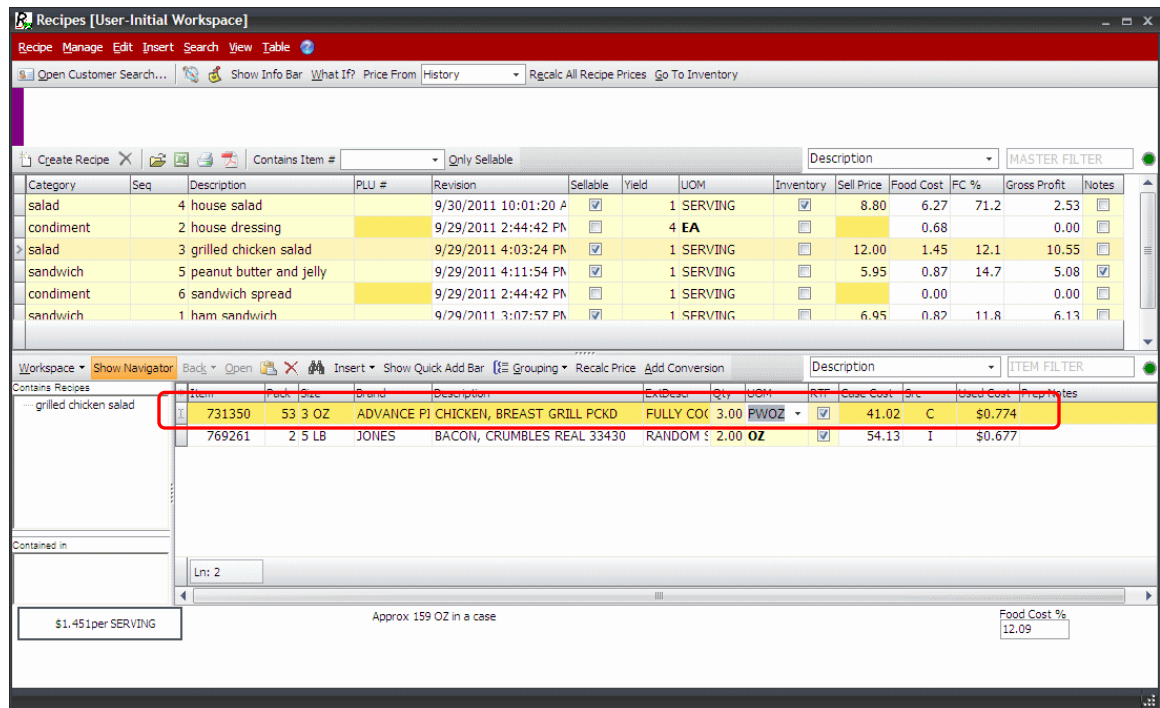 Recipes [User-Initial Workspace]
Recipe Manage Edit Insert Search View Table
Open Customer Search... Show Info Bar What If? Price From History Recalc All Recipe Prices Go To Inventory
Create Recipe Contains Item # Only Sellable Description MASTER FILTER
Category Seq Description PLU # Revision Sellable Yield UOM Inventory Sell Price Food Cost FC % Gross Profit Notes
salad 4 house salad 9/30/2011 10:01:20 A 1 SERVING 8.80 6.27 71.2 2.53
condiment 2 house dressing 9/29/2011 2:44:42 PM 4 EA 0.68 0.00
salad 3 grilled chicken salad 9/29/2011 4:03:24 PM 1 SERVING 12.00 1.45 12.1 10.55
sandwich 5 peanut butter and jelly 9/29/2011 4:11:54 PM 1 SERVING 5.95 0.87 14.7 5.08
condiment 6 sandwich spread 9/29/2011 2:44:42 PM 1 SERVING 0.00 0.00
sandwich 1 ham sandwich 9/29/2011 3:07:57 PM 1 SERVING 6.95 0.82 11.8 6.13
Workspace Show Navigator Back Open Insert Show Quick Add Bar Grouping Recalc Price Add Conversion Description ITEM FILTER
Contains Recipes
grilled chicken salad
Item Pack Size Brand Description ExtDescr Qty UOM RTF Case Cost Src Used Cost Prep Notes
731350 53 3 OZ ADVANCE PI CHICKEN, BREAST GRILL PCKD FULLY COO 3.00 PWOZ 41.02 C $0.774
769261 2 5 LB JONES BACON, CRUMBLES REAL 33430 RANDOM S 2.00 OZ 54.13 I $0.677
Contained in
Ln: 2
$1.451per SERVING
Approx 159 OZ in a case
Food Cost %
12.09